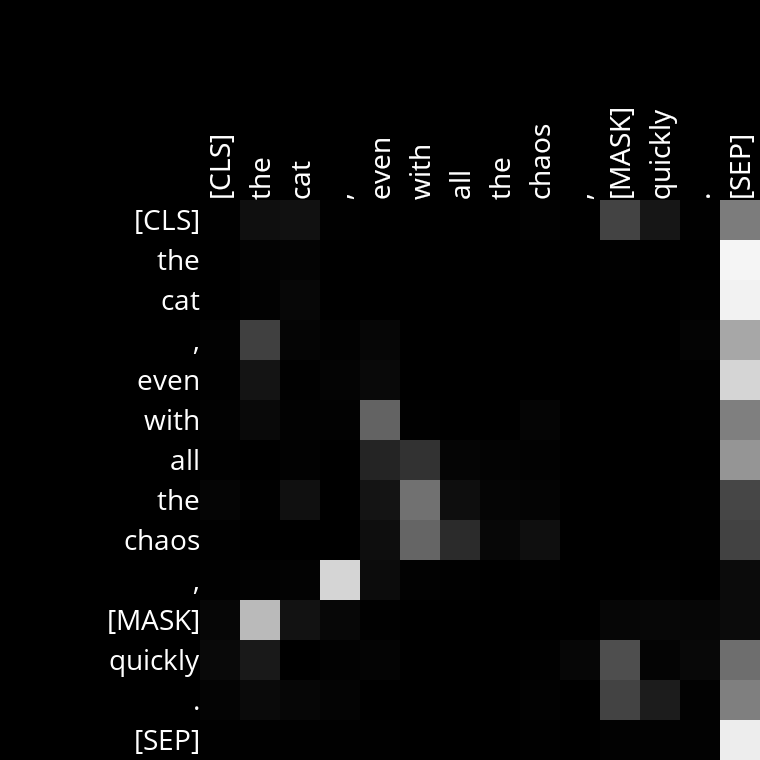 [CLS] the cat , even with all the chaos , [MASK] quickly . [SEP]
[CLS]
the
cat
,
even
with
all
the
chaos
,
[MASK]
quickly
.
[SEP]